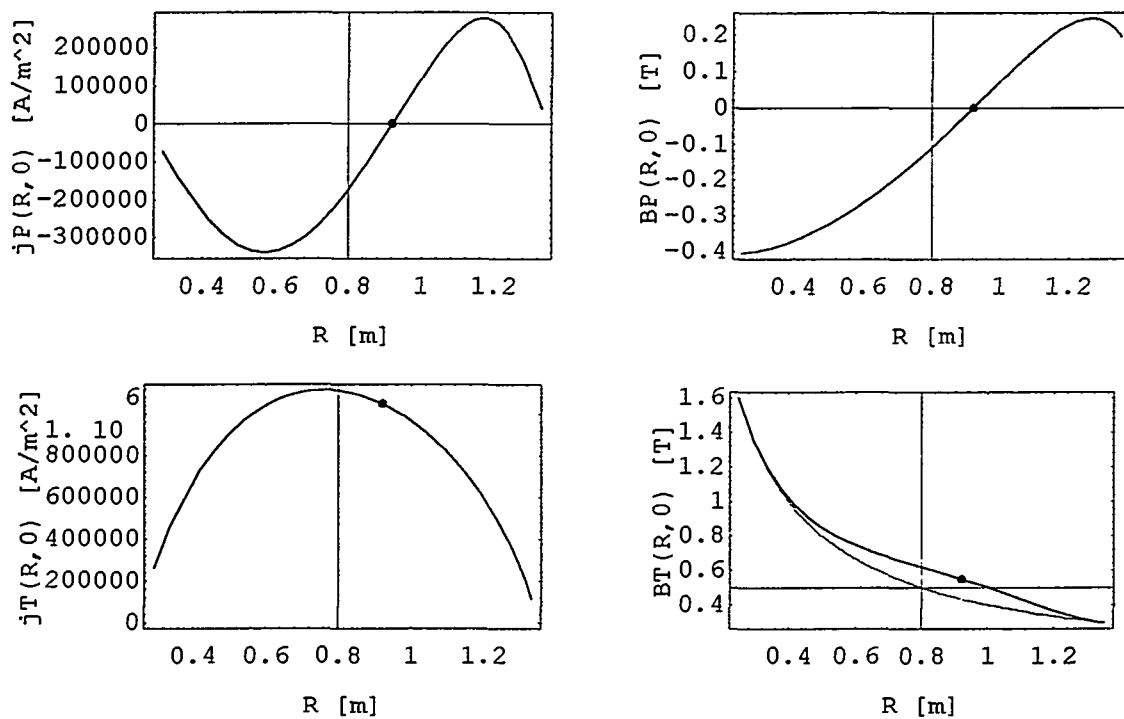 jP(R,0) [A/m^2]
200000
100000
0
-100000
-200000
-300000
0.4 0.6 0.8 1 1.2
R [m]
BP(R,0) [T]
0.2
0.1
0
-0.1
-0.2
-0.3
-0.4
0.4 0.6 0.8 1 1.2
R [m]
jT(R,0) [A/m^2]
6
1. 10
800000
600000
400000
200000
0
0.4 0.6 0.8 1 1.2
R [m]
BT(R,0) [T]
1.6
1.4
1.2
1
0.8
0.6
0.4
0.4 0.6 0.8 1 1.2
R [m]